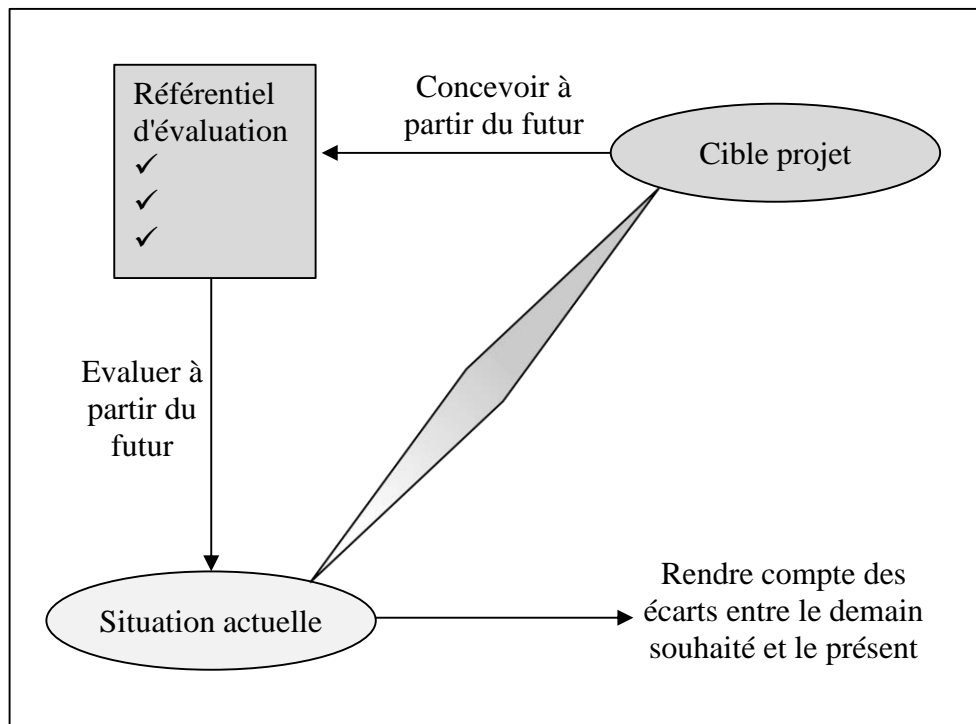 Référentiel
d'évaluation
✓
✓
✓
Concevoir à
partir du futur
Cible projet
Evaluer à
partir du
futur
Situation actuelle
Rendre compte des
écarts entre le demain
souhaité et le présent